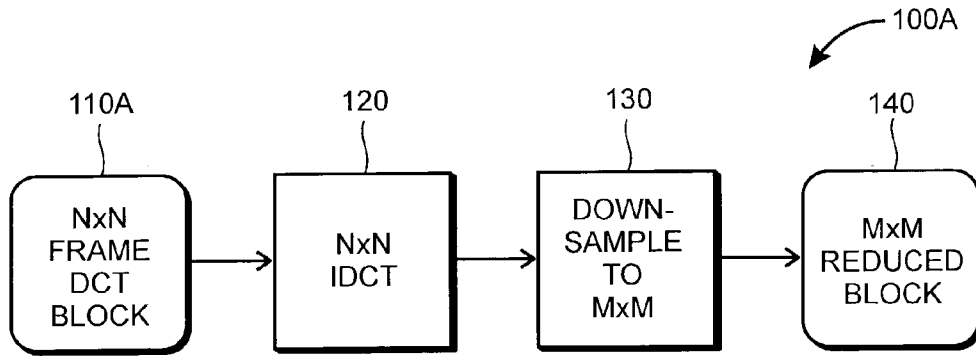 100A
110A
120
130
140
NxN
FRAME
DCT
BLOCK
NxN
IDCT
DOWN-
SAMPLE
TO
MxM
MxM
REDUCED
BLOCK